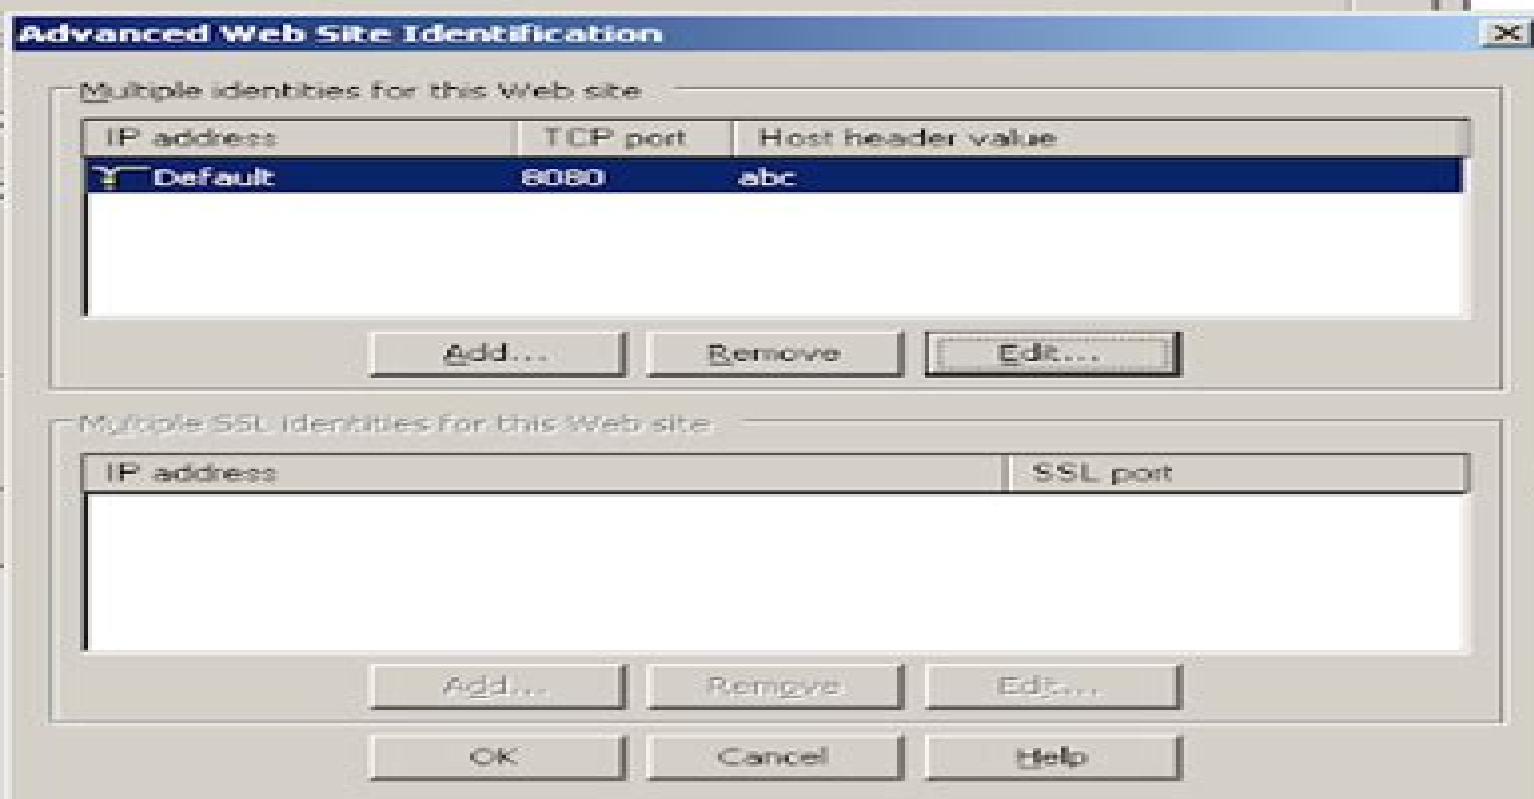 Advanced Web Site Identification
Multiple identities for this Web site
IP address TCP port Host header value
Default 8080 abc
Add... Remove Edit...
Multiple SSL identities for this Web site
IP address SSL port
Add... Remove Edit...
OK Cancel Help